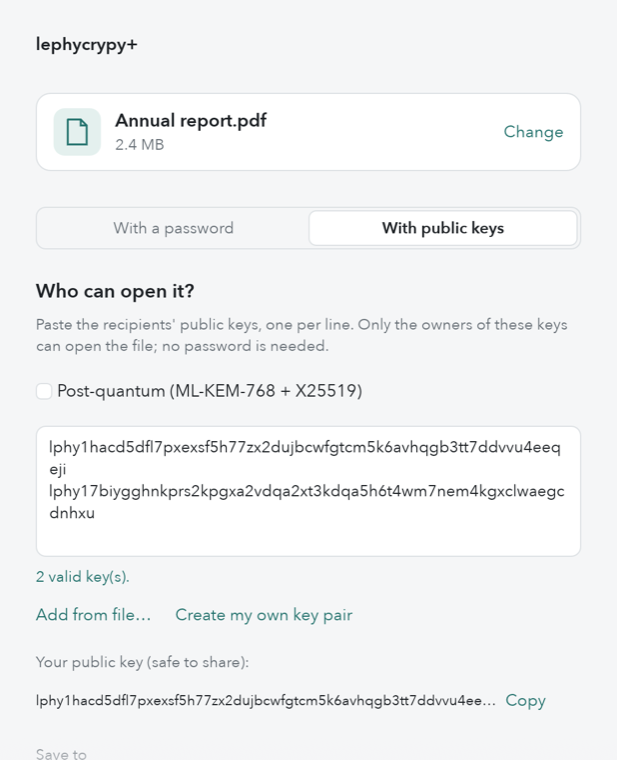 lephycrypy+
Annual report.pdf
2.4 MB
Change
With a password
With public keys
Who can open it?
Paste the recipients' public keys, one per line. Only the owners of these keys
can open the file; no password is needed.
Post-quantum (ML-KEM-768 + X25519)
lphy1hacd5dfl7pxexsf5h77zx2dujbcwfgtcm5k6avhqgb3tt7ddvvu4eeq
eji
lphy17biygghnkprs2kpgxa2vdqa2xt3kdqa5h6t4wm7nem4kgxclwaegc
dnhxu
2 valid key(s).
Add from file…
Create my own key pair
Your public key (safe to share):
lphy1hacd5dfl7pxexsf5h77zx2dujbcwfgtcm5k6avhqgb3tt7ddvvu4ee…
Copy
Save to